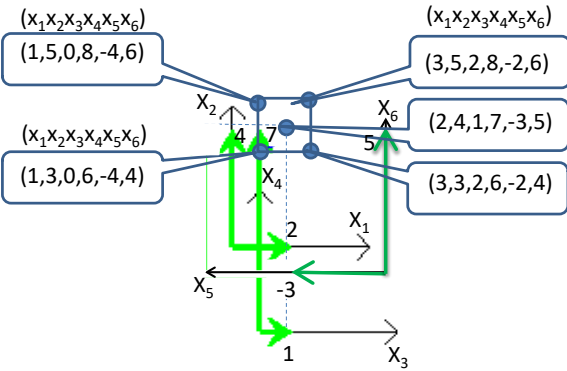 (x₁x₂x₃x₄x₅x₆)
(1,5,0,8,-4,6)
(x₁x₂x₃x₄x₅x₆)
(3,5,2,8,-2,6)
X₂
4
7
X₆
5
(2,4,1,7,-3,5)
(x₁x₂x₃x₄x₅x₆)
(1,3,0,6,-4,4)
X₄
(3,3,2,6,-2,4)
2
X₁
X₅
-3
1
X₃